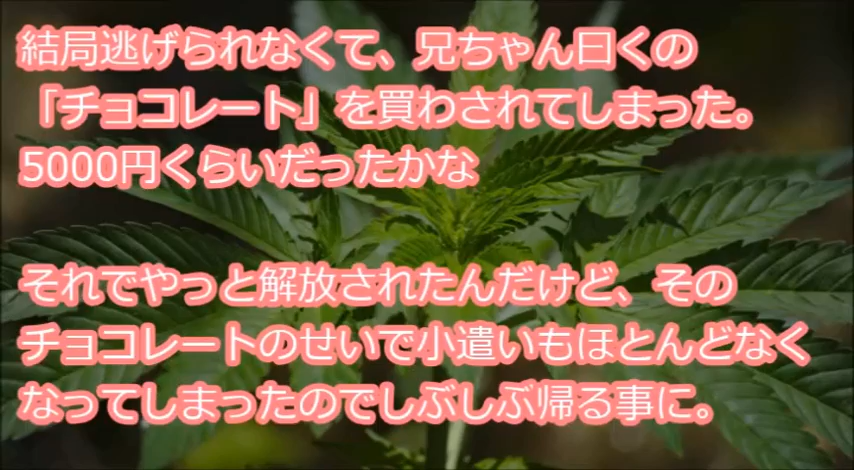 結局逃げられなくて、兄ちゃん曰くの
「チョコレート」を買わされてしまった。
5000円くらいだったかな
それでやっと解放されたんだけど、その
チョコレートのせいで小遣いもほとんどなく
なってしまったのでしぶしぶ帰る事に。